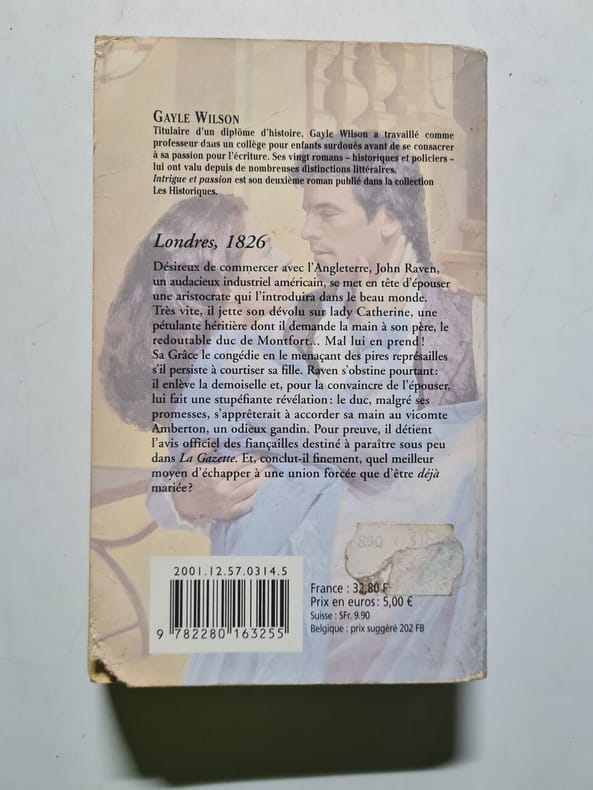 GAYLE WILSON
Titulaire d'un diplôme d'histoire, Gayle Wilson a travaillé comme
professeur dans un collège pour enfants surdoués avant de se consacrer
à sa passion pour l'écriture. Ses vingt romans – historiques et policiers –
lui ont valu depuis de nombreuses distinctions littéraires.
Intrigue et passion est son deuxième roman publié dans la collection
Les Historiques.
Londres, 1826
Désireux de commercer avec l'Angleterre, John Raven,
un audacieux industriel américain, se met en tête d'épouser
une aristocrate qui l'introduira dans le beau monde.
Très vite, il jette son dévolu sur lady Catherine, une
pétulante héritière dont il demande la main à son père, le
redoutable duc de Montfort... Mal lui en prend !
Sa Grâce le congédie en le menaçant des pires représailles
s'il persiste à courtiser sa fille. Raven s'obstine pourtant :
il enlève la demoiselle et, pour la convaincre de l'épouser,
lui fait une stupéfiante révélation : le duc, malgré ses
promesses, s'apprêterait à accorder sa main au vicomte
Amberton, un odieux gandin. Pour preuve, il détient
l'avis officiel des fiançailles destiné à paraître sous peu
dans La Gazette. Et, conclut-il finement, quel meilleur
moyen d'échapper à une union forcée que d'être déjà
mariée ?
2001.12.57.0314.5
9 782280 163255
France : 32,80 F
Prix en euros : 5,00 €
Suisse : SFr. 9.90
Belgique : prix suggéré 202 FB